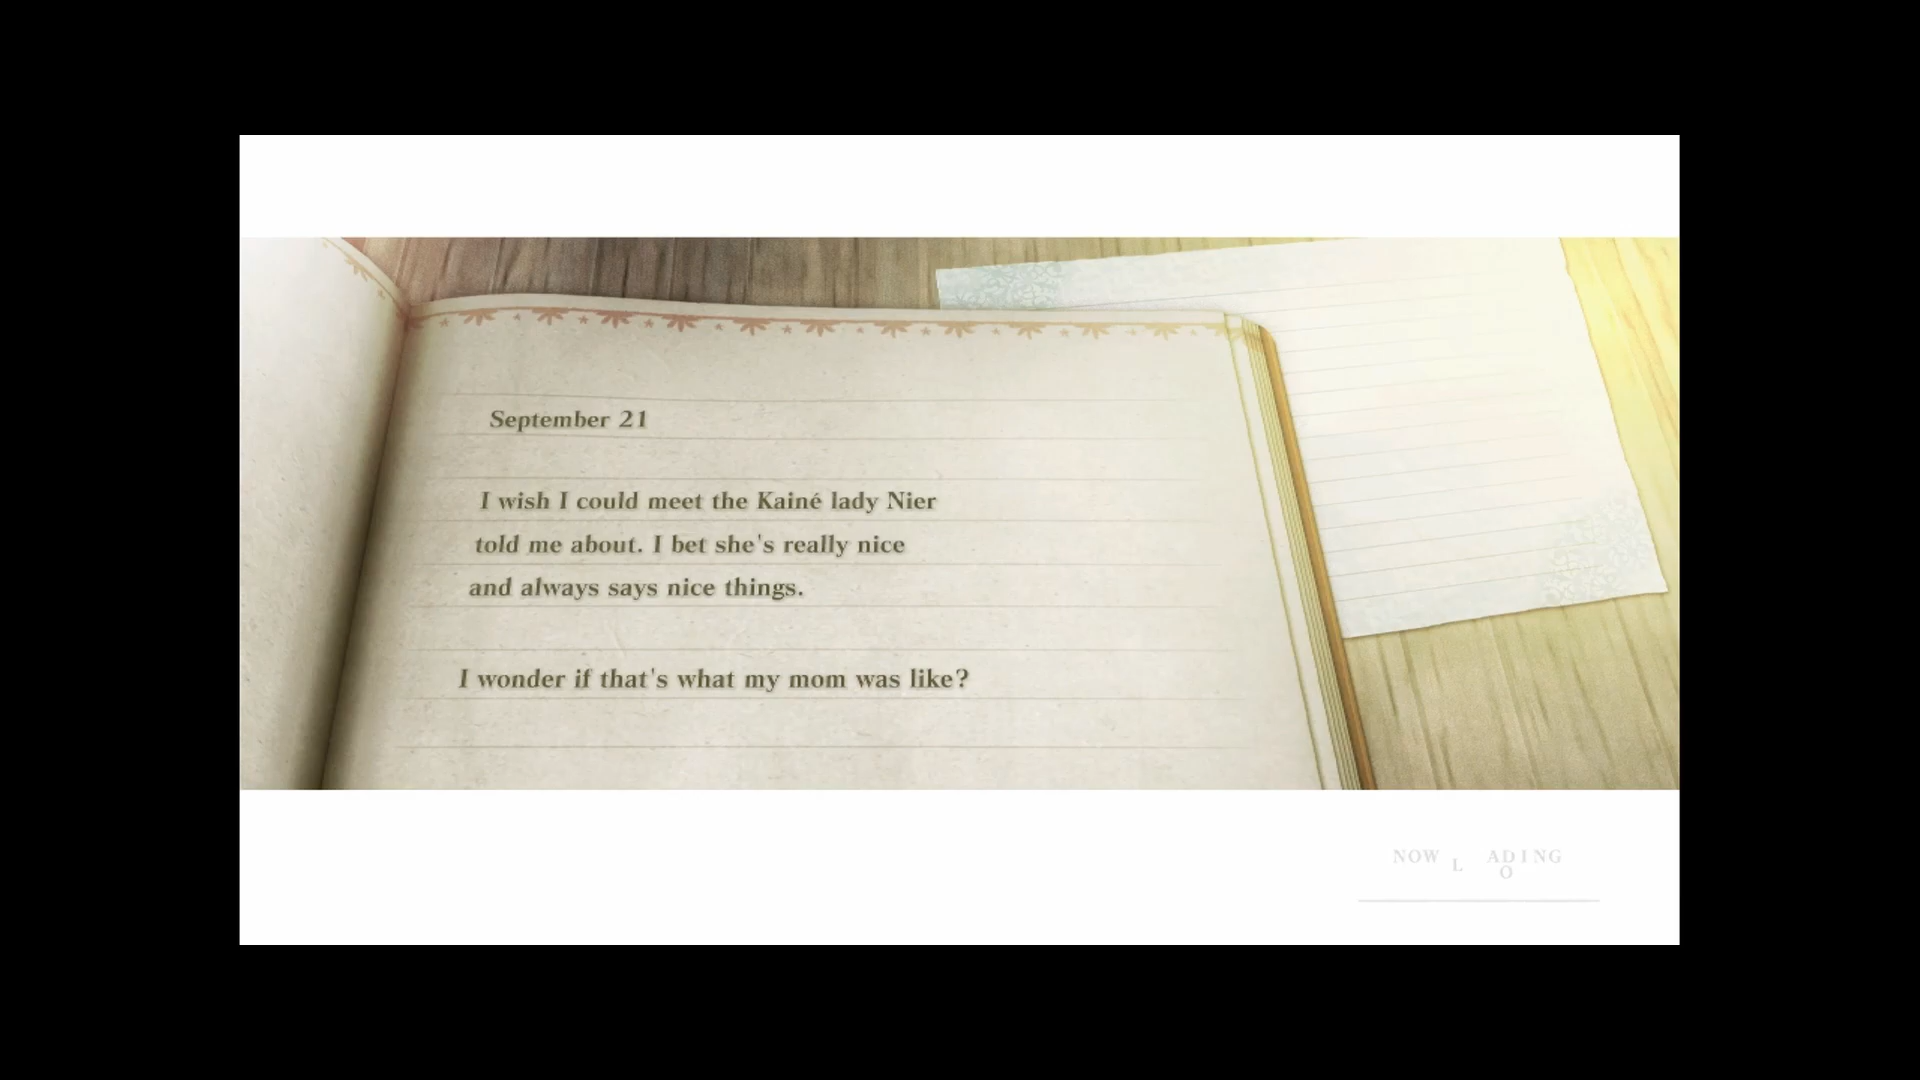 September 21
I wish I could meet the Kainé lady Nier
told me about. I bet she's really nice
and always says nice things.
I wonder if that's what my mom was like?
NOW LOADING